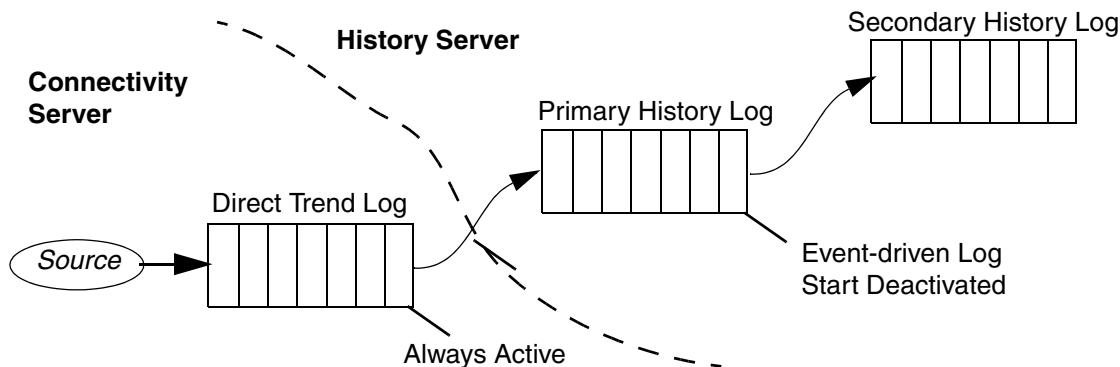 Secondary History Log
History Server
Connectivity
Server
Primary History Log
Direct Trend Log
Source
Event-driven Log
Start Deactivated
Always Active